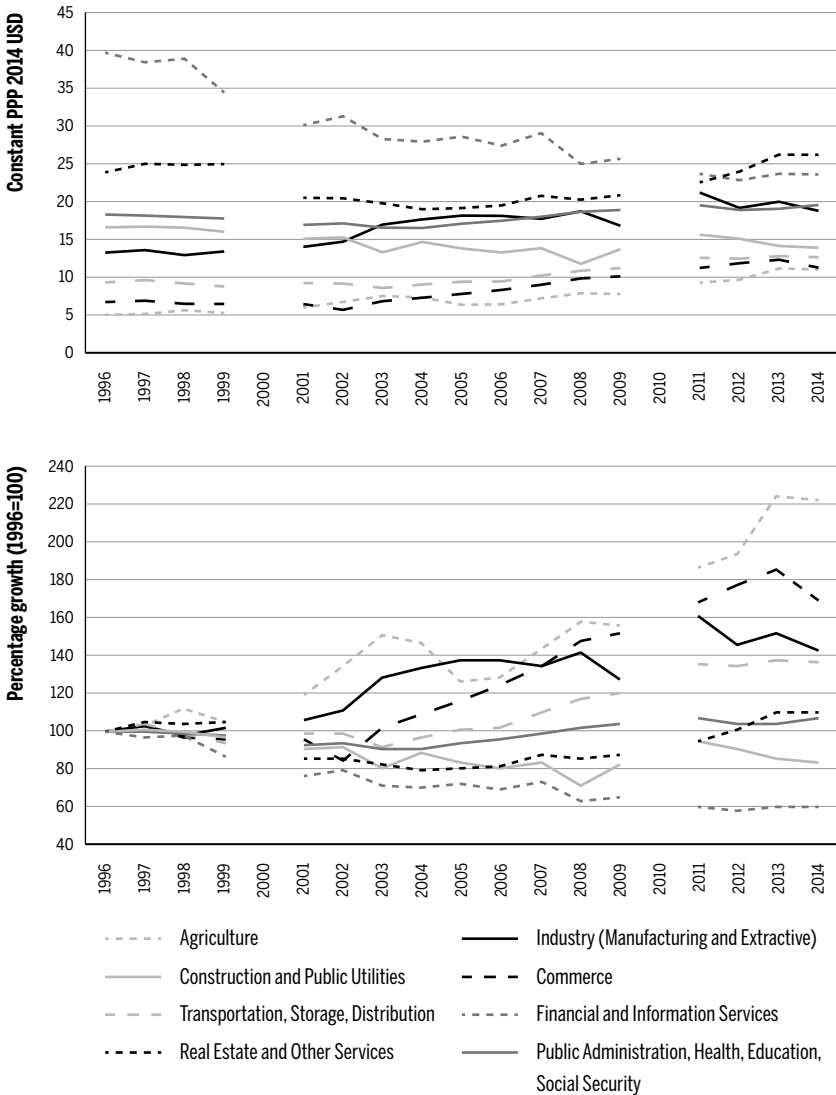 Constant PPP 2014 USD
45
40
35
30
25
20
15
10
5
0
1996 1997 1998 1999 2000 2001 2002 2003 2004 2005 2006 2007 2008 2009 2010 2011 2012 2013 2014
Percentage growth (1996=100)
240
220
200
180
160
140
120
100
80
60
40
1996 1997 1998 1999 2000 2001 2002 2003 2004 2005 2006 2007 2008 2009 2010 2011 2012 2013 2014
Agriculture
Industry (Manufacturing and Extractive)
Construction and Public Utilities
Commerce
Transportation, Storage, Distribution
Financial and Information Services
Real Estate and Other Services
Public Administration, Health, Education,
Social Security